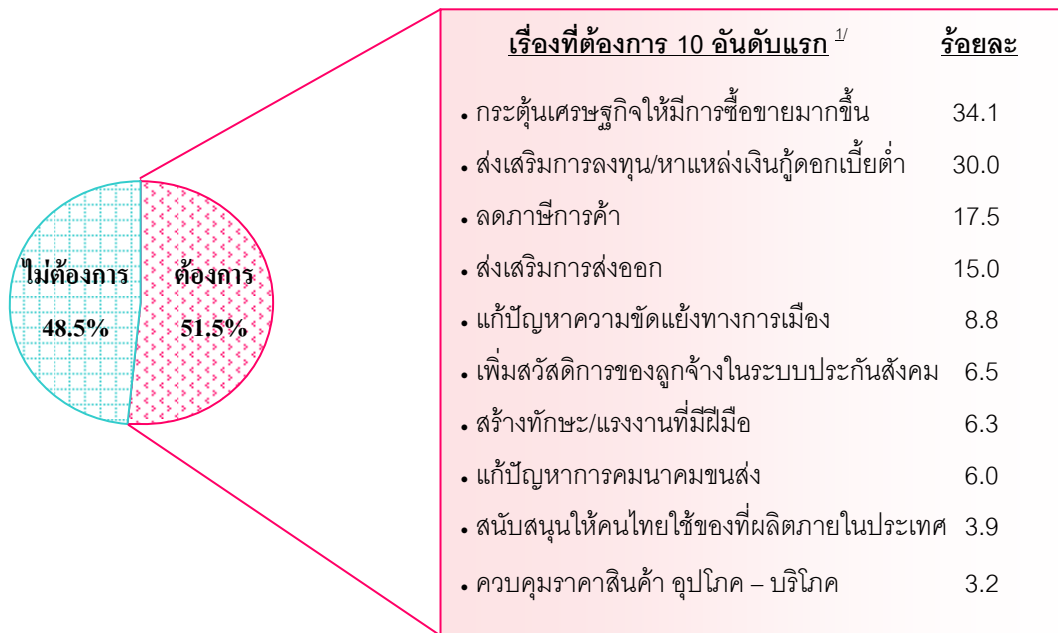 เรื่องที่ต้องการ 10 อันดับแรก 1/ ร้อยละ
• กระตุ้นเศรษฐกิจให้มีการซื้อขายมากขึ้น 34.1
• ส่งเสริมการลงทุน/หาแหล่งเงินกู้ดอกเบี้ยต่ำ 30.0
• ลดภาษีการค้า 17.5
• ส่งเสริมการส่งออก 15.0
• แก้ปัญหาความขัดแย้งทางการเมือง 8.8
• เพิ่มสวัสดิการของลูกจ้างในระบบประกันสังคม 6.5
• สร้างทักษะ/แรงงานที่มีฝีมือ 6.3
• แก้ปัญหาการคมนาคมขนส่ง 6.0
• สนับสนุนให้คนไทยใช้ของที่ผลิตภายในประเทศ 3.9
• ควบคุมราคาสินค้า อุปโภค – บริโภค 3.2
ไม่ต้องการ
48.5%
ต้องการ
51.5%